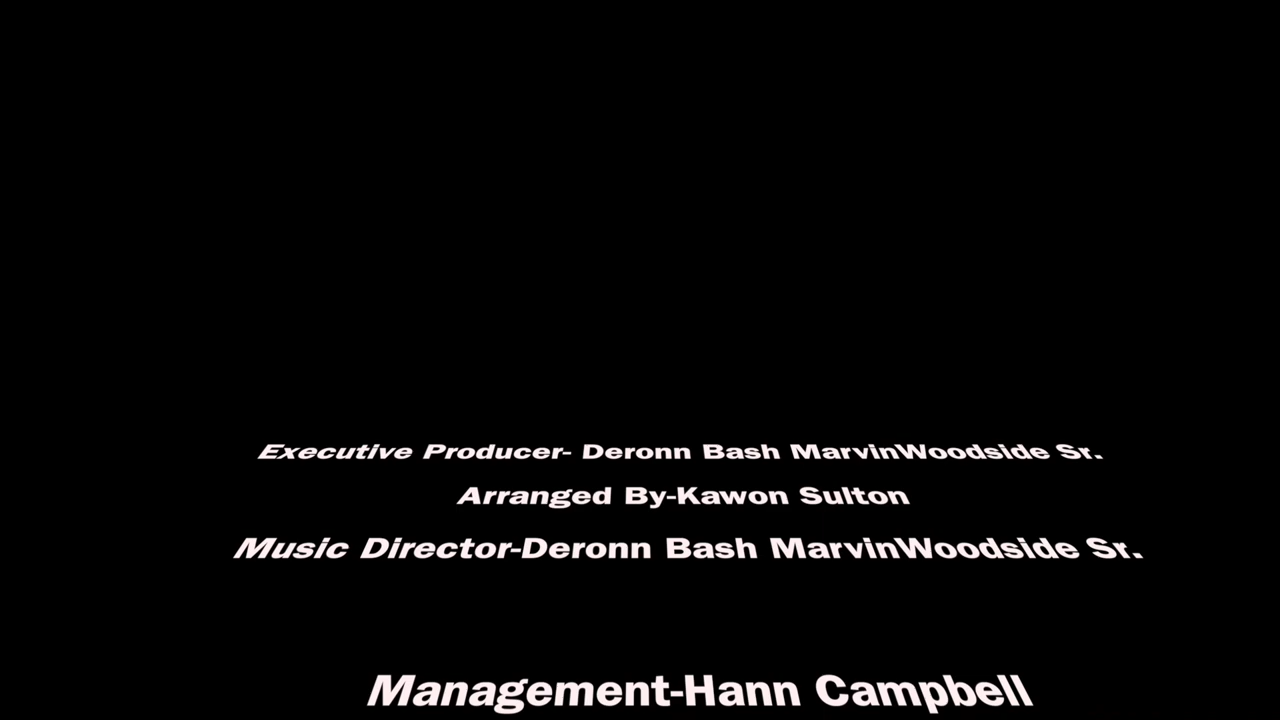 Executive Producer- Deronn Bash MarvinWoodside Sr.
Arranged By-Kawon Sulton
Music Director-Deronn Bash MarvinWoodside Sr.
Management-Hann Campbell